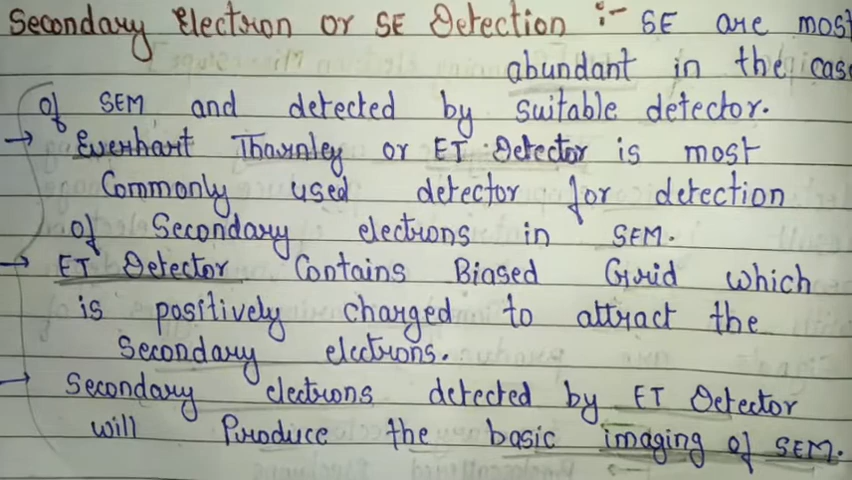 Secondary Electron or SE Detection :- SE are most
abundant in the case
of SEM and detected by suitable detector.
→ Everhart Tharnley or ET Detector is most
Commonly used detector for detection
of Secondary electrons in SEM.
→ ET Detector Contains Biased Grid which
is positively charged to attract the
Secondary electrons.
→ Secondary electrons detected by ET Detector
will Produce the basic imaging of SEM.